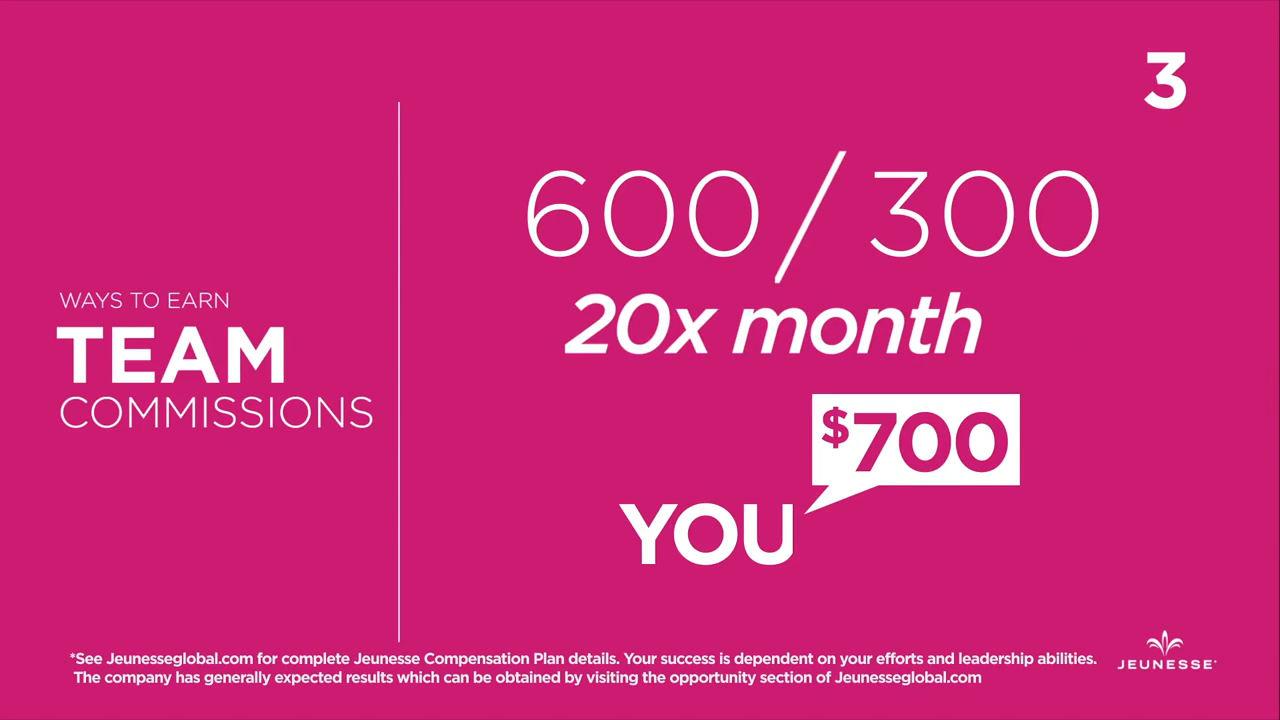 3
WAYS TO EARN
TEAM
COMMISSIONS
600/300
20x month
$700
YOU
*See Jeunesseglobal.com for complete Jeunesse Compensation Plan details. Your success is dependent on your efforts and leadership abilities.
The company has generally expected results which can be obtained by visiting the opportunity section of Jeunesseglobal.com
JEUNESSE